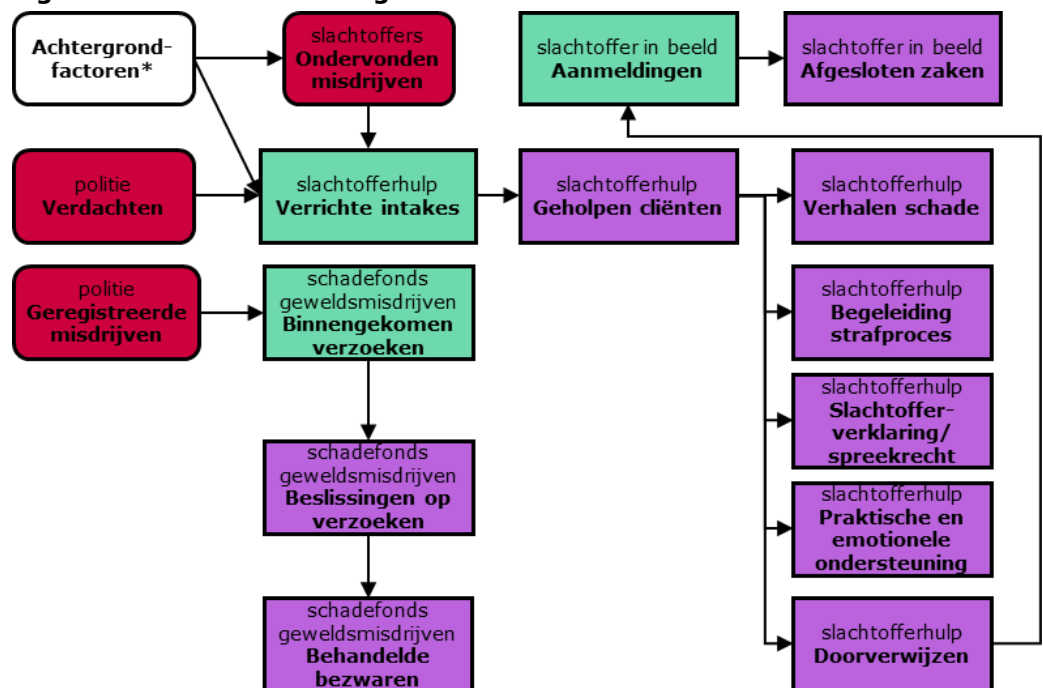 Achtergrond-
factoren*
slachtoffers
Ondervonden
misdrijven
slachtoffer in beeld
Aanmeldingen
slachtoffer in beeld
Afgesloten zaken
politie
Verdachten
slachtofferhulp
Verrichte intakes
slachtofferhulp
Geholpen cliënten
slachtofferhulp
Verhalen schade
politie
Geregistreerde
misdrijven
schadefonds
geweldsmisdrijven
Binnengekomen
verzoeken
slachtofferhulp
Begeleiding
strafproces
slachtofferhulp
Slachtoffer-
verklaring/
spreekrecht
schadefonds
geweldsmisdrijven
Beslissingen op
verzoeken
slachtofferhulp
Praktische en
emotionele
ondersteuning
schadefonds
geweldsmisdrijven
Behandelde
bezwaren
slachtofferhulp
Doorverwijzen